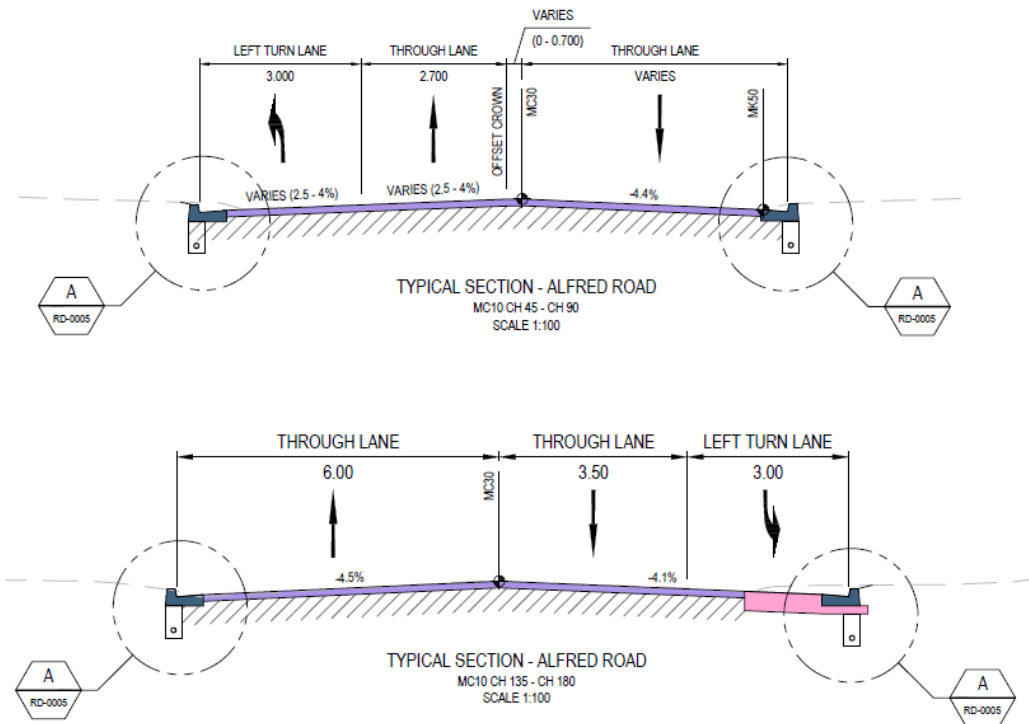 VARIES
(0 - 0.700)
LEFT TURN LANE
THROUGH LANE
THROUGH LANE
3.000
2.700
VARIES
OFFSET CROWN
MC30
MK50
VARIES (2.5 - 4%)
VARIES (2.5 - 4%)
-4.4%
A
RD-0005
TYPICAL SECTION - ALFRED ROAD
MC10 CH 45 - CH 90
SCALE 1:100
A
RD-0005
THROUGH LANE
THROUGH LANE
LEFT TURN LANE
6.00
3.50
3.00
MC30
-4.5%
-4.1%
A
RD-0005
TYPICAL SECTION - ALFRED ROAD
MC10 CH 135 - CH 180
SCALE 1:100
A
RD-0005